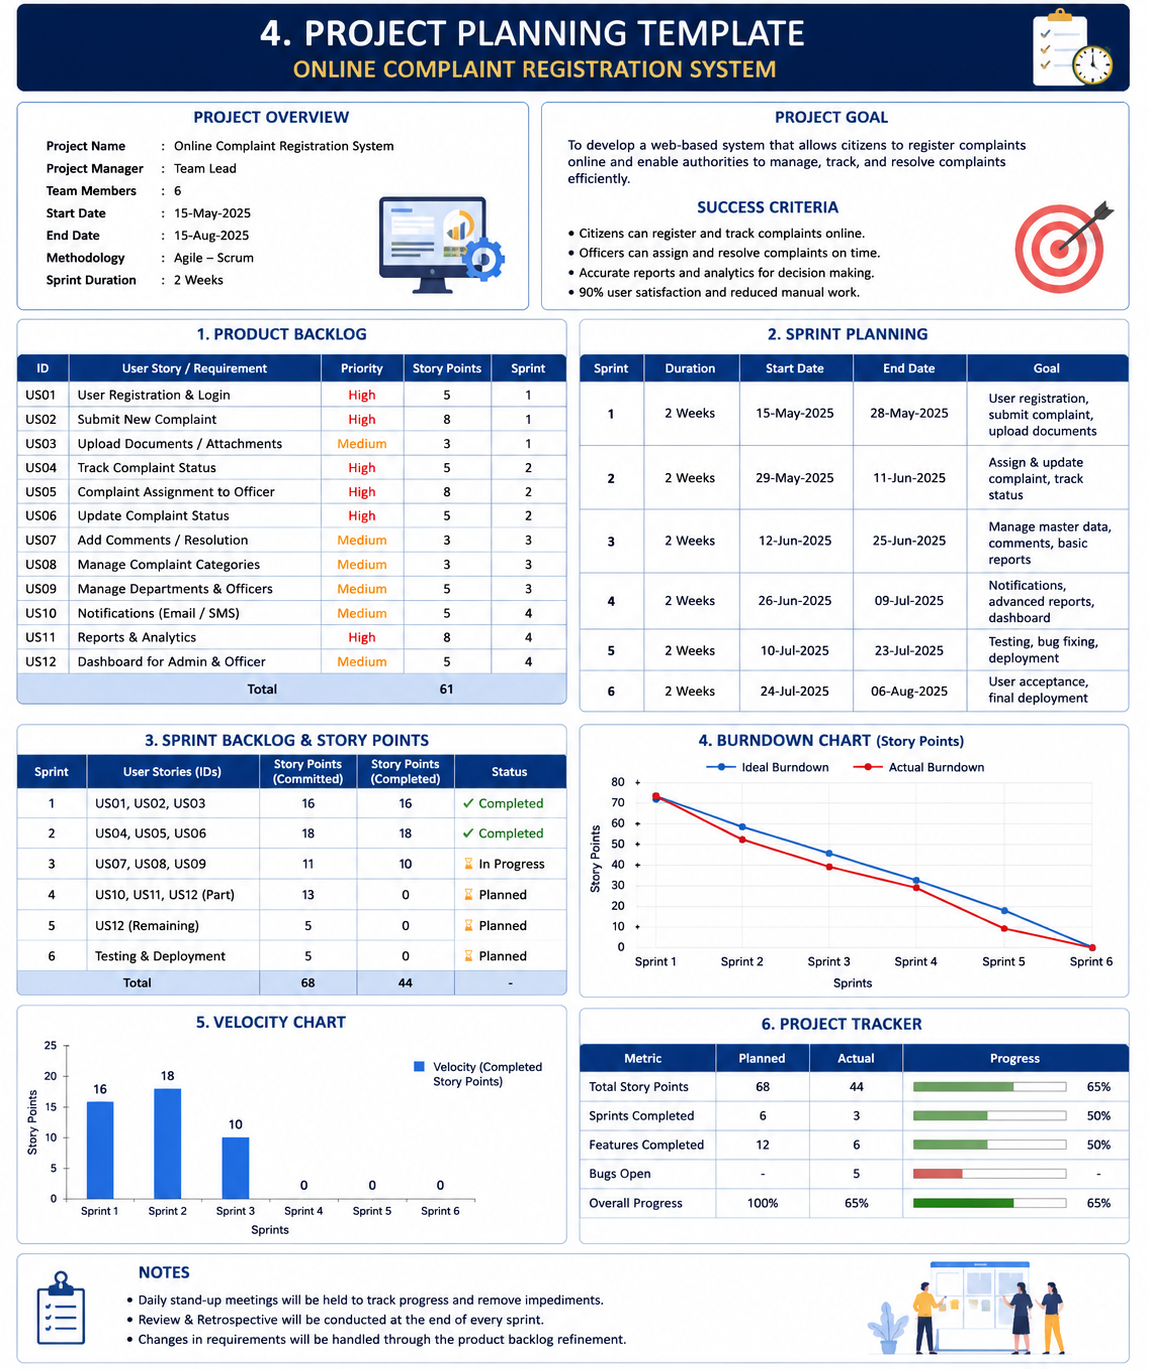 4. PROJECT PLANNING TEMPLATE
ONLINE COMPLAINT REGISTRATION SYSTEM
PROJECT OVERVIEW
Project Name : Online Complaint Registration System
Project Manager : Team Lead
Team Members : 6
Start Date : 15-May-2025
End Date : 15-Aug-2025
Methodology : Agile – Scrum
Sprint Duration : 2 Weeks
PROJECT GOAL
To develop a web-based system that allows citizens to register complaints
online and enable authorities to manage, track, and resolve complaints
efficiently.
SUCCESS CRITERIA
• Citizens can register and track complaints online.
• Officers can assign and resolve complaints on time.
• Accurate reports and analytics for decision making.
• 90% user satisfaction and reduced manual work.
1. PRODUCT BACKLOG
ID User Story / Requirement Priority Story Points Sprint
US01 User Registration & Login High 5 1
US02 Submit New Complaint High 8 1
US03 Upload Documents / Attachments Medium 3 1
US04 Track Complaint Status High 5 2
US05 Complaint Assignment to Officer High 8 2
US06 Update Complaint Status High 5 2
US07 Add Comments / Resolution Medium 3 3
US08 Manage Complaint Categories Medium 3 3
US09 Manage Departments & Officers Medium 5 3
US10 Notifications (Email / SMS) Medium 5 4
US11 Reports & Analytics High 8 4
US12 Dashboard for Admin & Officer Medium 5 4
Total 61
2. SPRINT PLANNING
Sprint Duration Start Date End Date Goal
1 2 Weeks 15-May-2025 28-May-2025 User registration,
submit complaint,
upload documents
2 2 Weeks 29-May-2025 11-Jun-2025 Assign & update
complaint, track
status
3 2 Weeks 12-Jun-2025 25-Jun-2025 Manage master data,
comments, basic
reports
4 2 Weeks 26-Jun-2025 09-Jul-2025 Notifications,
advanced reports,
dashboard
5 2 Weeks 10-Jul-2025 23-Jul-2025 Testing, bug fixing,
deployment
6 2 Weeks 24-Jul-2025 06-Aug-2025 User acceptance,
final deployment
3. SPRINT BACKLOG & STORY POINTS
Sprint User Stories (IDs) Story Points (Committed) Story Points (Completed) Status
1 US01, US02, US03 16 16 ✓ Completed
2 US04, US05, US06 18 18 ✓ Completed
3 US07, US08, US09 11 10 In Progress
4 US10, US11, US12 (Part) 13 0 Planned
5 US12 (Remaining) 5 0 Planned
6 Testing & Deployment 5 0 Planned
Total 68 44 -
4. BURNDOWN CHART (Story Points)
Ideal Burndown Actual Burndown
Story Points
80
70
60
50
40
30
20
10
0
Sprint 1 Sprint 2 Sprint 3 Sprint 4 Sprint 5 Sprint 6
Sprints
5. VELOCITY CHART
Velocity (Completed
Story Points)
Story Points
25
20
15
10
5
0
16 18 10 0 0 0
Sprint 1 Sprint 2 Sprint 3 Sprint 4 Sprint 5 Sprint 6
Sprints
6. PROJECT TRACKER
Metric Planned Actual Progress
Total Story Points 68 44 65%
Sprints Completed 6 3 50%
Features Completed 12 6 50%
Bugs Open - 5 -
Overall Progress 100% 65% 65%
NOTES
• Daily stand-up meetings will be held to track progress and remove impediments.
• Review & Retrospective will be conducted at the end of every sprint.
• Changes in requirements will be handled through the product backlog refinement.